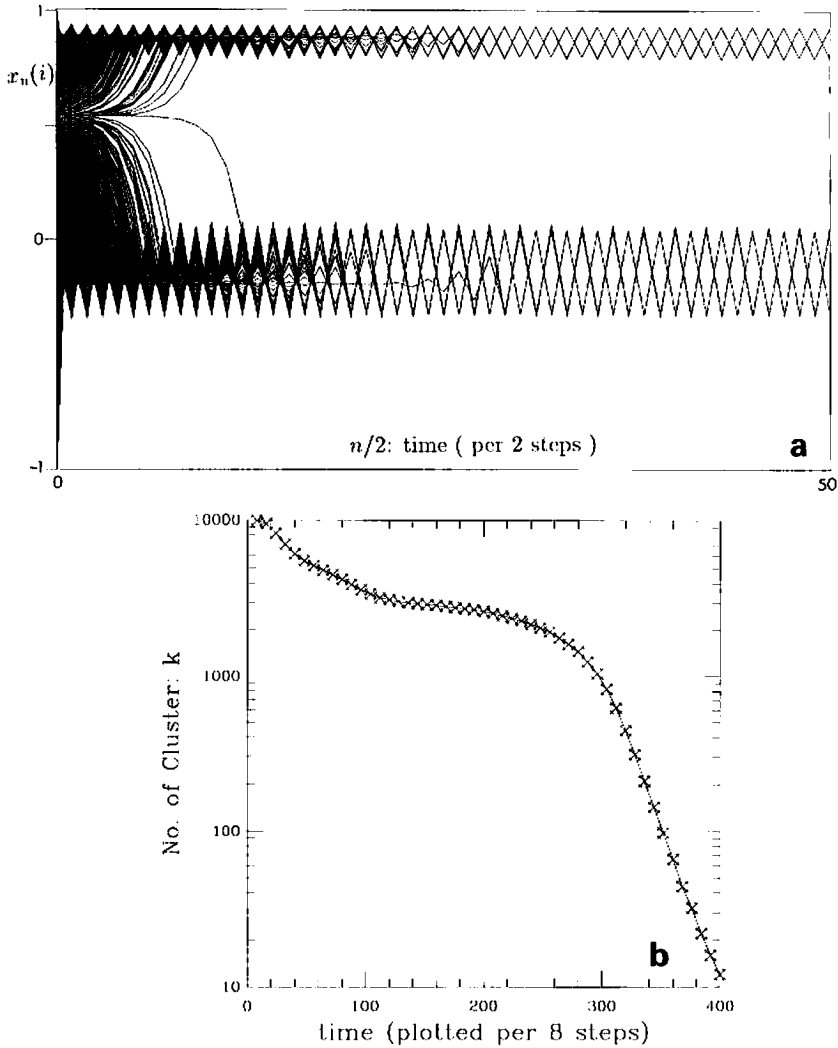 1
xₙ(i)
0
n/2: time ( per 2 steps )
a
-1
0
50
10000
1000
No. of Cluster: k
100
b
10
0
100
200
300
400
time (plotted per 8 steps)